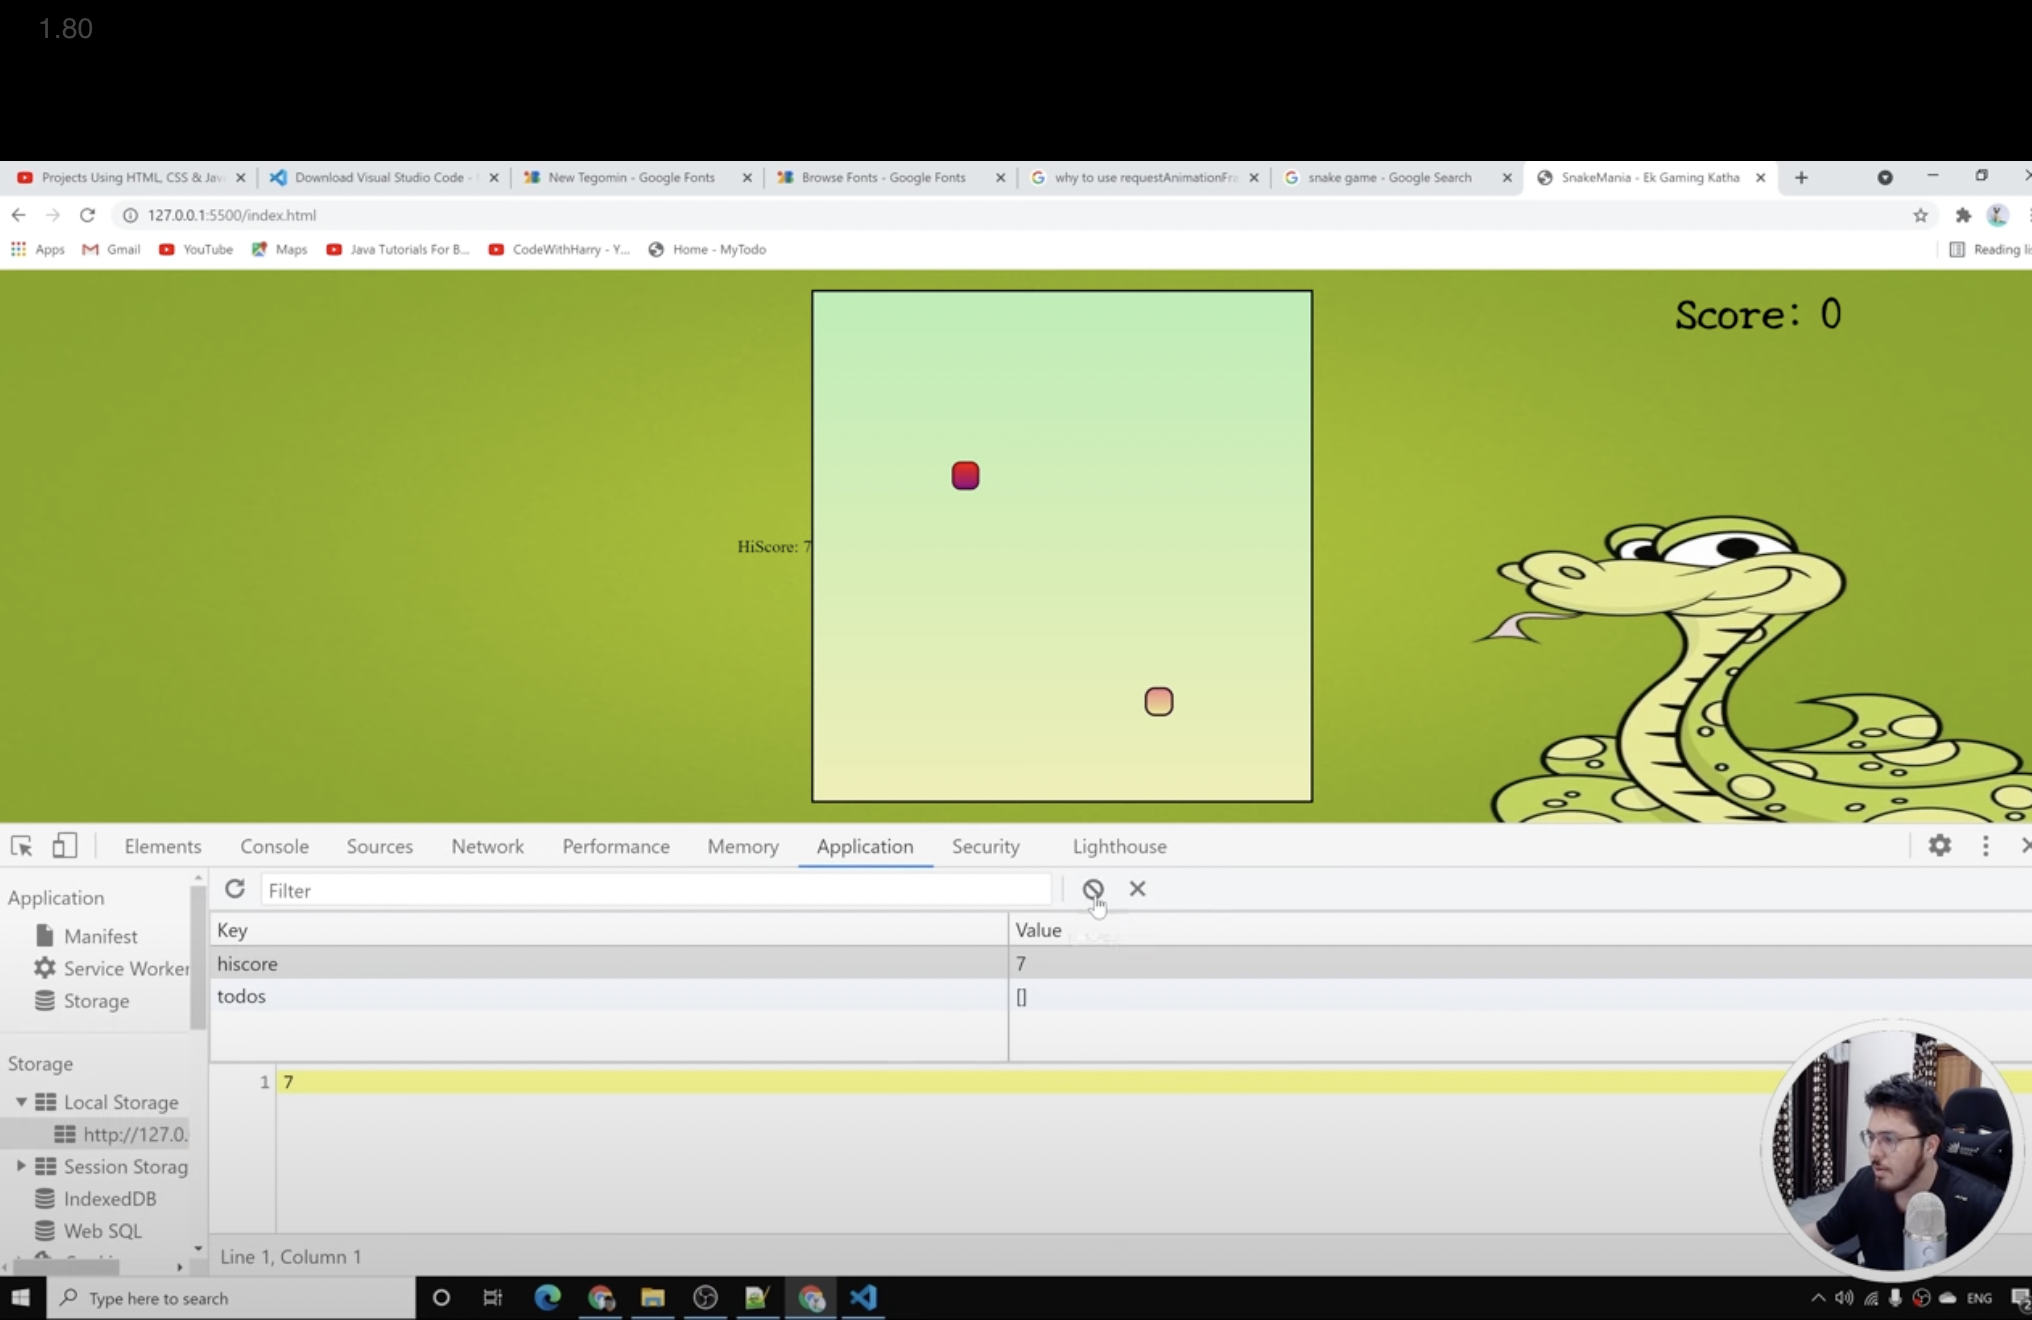 1.80
Projects Using HTML, CSS & Jav
Download Visual Studio Code -
New Tegomin - Google Fonts
Browse Fonts - Google Fonts
why to use requestAnimationFra
snake game - Google Search
SnakeMania - Ek Gaming Katha
127.0.0.1:5500/index.html
Apps
Gmail
YouTube
Maps
Java Tutorials For B...
CodeWithHarry - Y...
Home - MyTodo
Reading lis
Score: 0
HiScore: 7
Elements
Console
Sources
Network
Performance
Memory
Application
Security
Lighthouse
Application
Filter
Manifest
Service Worker
Storage
Key
Value
hiscore
7
todos
[]
Storage
Local Storage
http://127.0.
Session Storag
IndexedDB
Web SQL
1
7
Line 1, Column 1
Type here to search
ENG
2